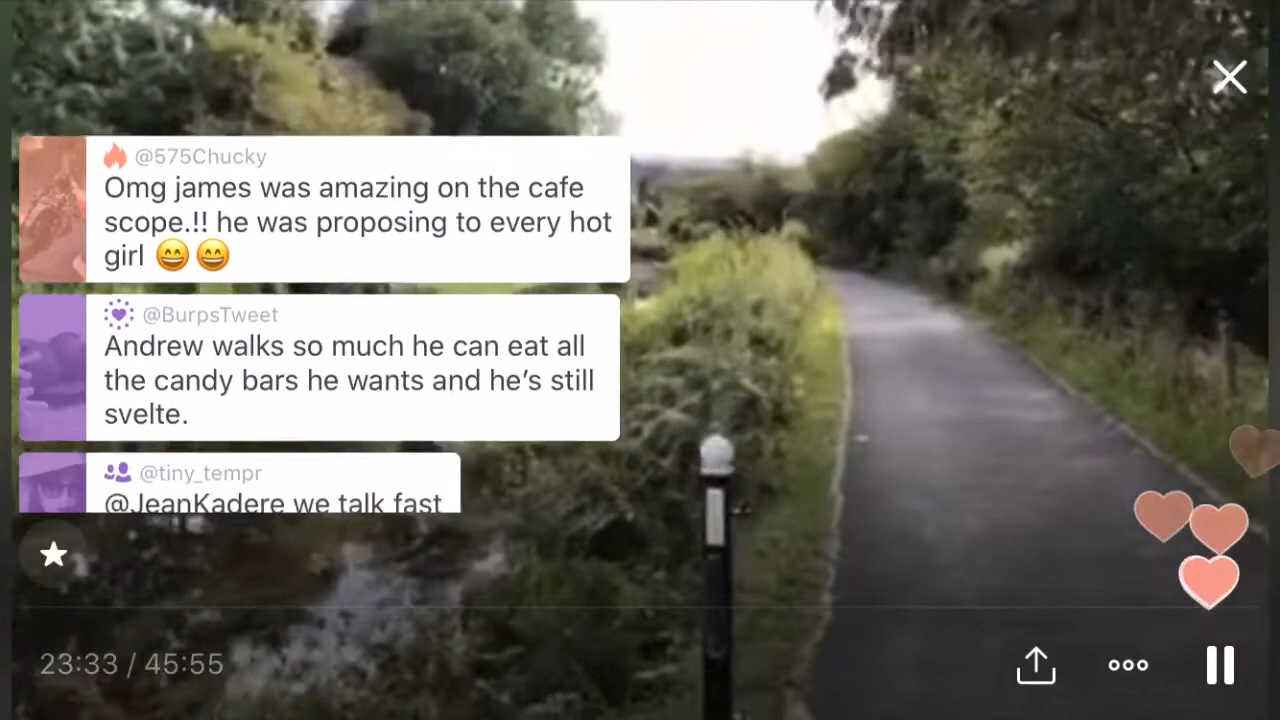 @575Chucky
Omg james was amazing on the cafe
scope.!! he was proposing to every hot
girl 😄😄
@BurpsTweet
Andrew walks so much he can eat all
the candy bars he wants and he's still
svelte.
@tiny_tempr
@JeanKadere we talk fast
23:33 / 45:55